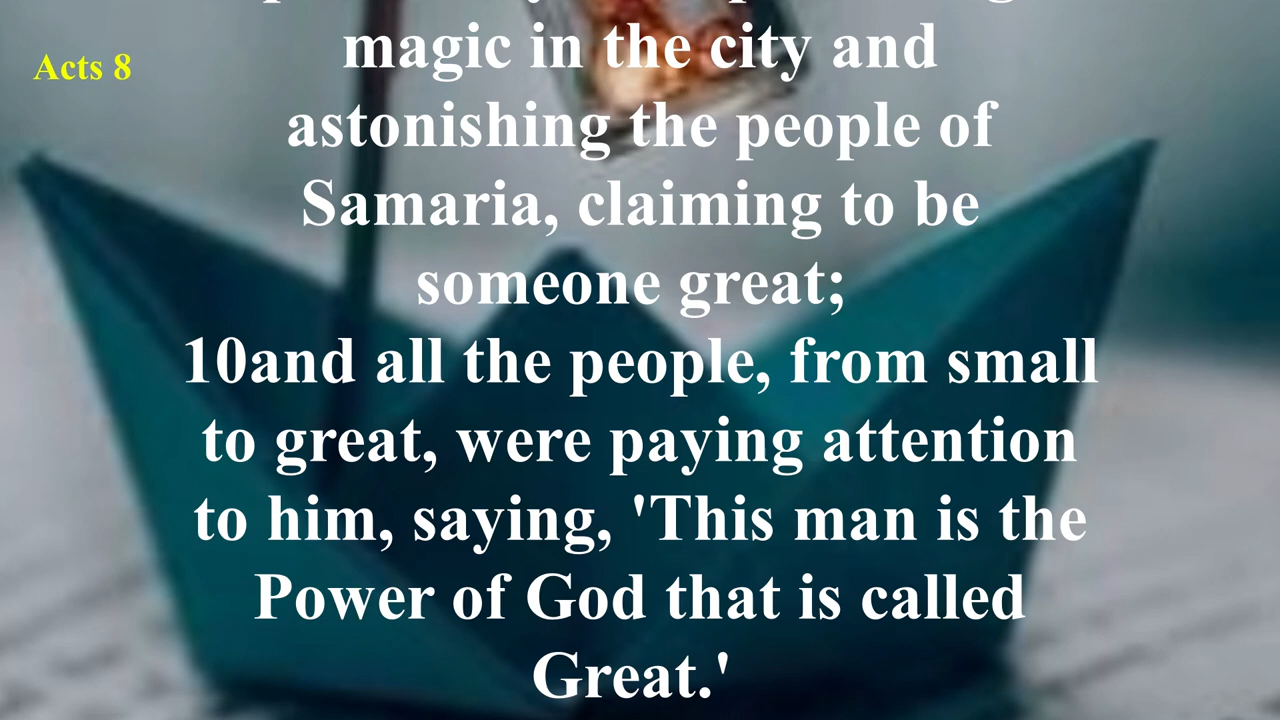 Acts 8
magic in the city and
astonishing the people of
Samaria, claiming to be
someone great;
10and all the people, from small
to great, were paying attention
to him, saying, 'This man is the
Power of God that is called
Great.'